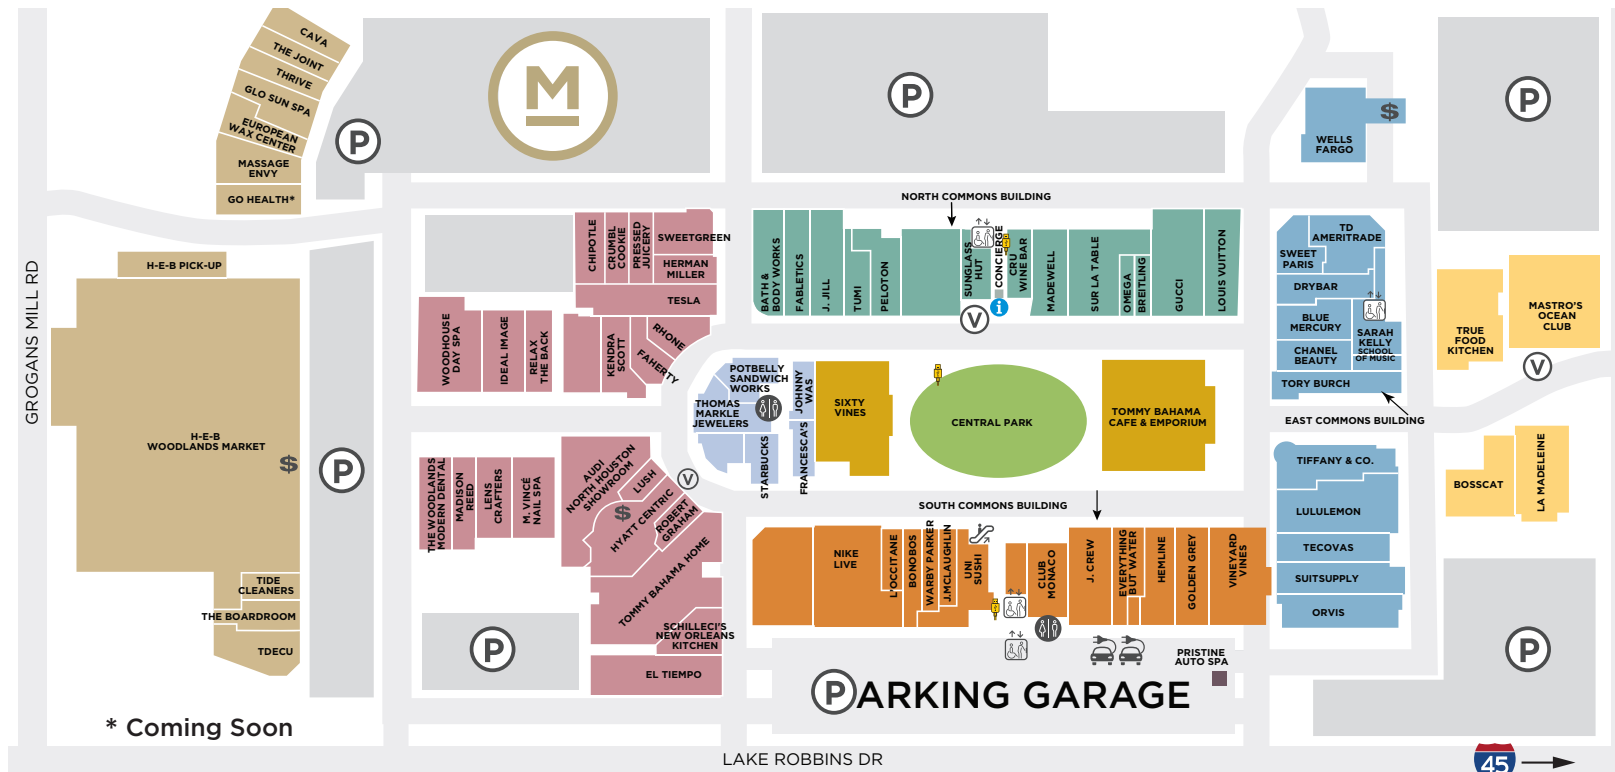 CAVA
THE JOINT
THRIVE
GLO SUN SPA
EUROPEAN
WAX CENTER
MASSAGE
ENVY
GO HEALTH*
P
M
P
P
WELLS
FARGO
$
GROGANS MILL RD
H-E-B PICK-UP
H-E-B
WOODLANDS MARKET
$
P
TIDE
CLEANERS
THE BOARDROOM
TDECU
* Coming Soon
CHIPOTLE
CRUMBL
COOKIE
PRESSED
JUICERY
SWEETGREEN
HERMAN
MILLER
TESLA
WOODHOUSE
DAY SPA
IDEAL IMAGE
RELAX
THE BACK
KENDRA
SCOTT
RHONE
FAHERTY
NORTH COMMONS BUILDING
BATH &
BODY WORKS
FABLETICS
J. JILL
TUMI
PELOTON
SUNGLASS
HUT
CONCIERGE
CRU
WINE BAR
MADEWELL
SUR LA TABLE
OMEGA
BREITLING
GUCCI
LOUIS VUITTON
V
i
TD
AMERITRADE
SWEET
PARIS
DRYBAR
BLUE
MERCURY
SARAH
KELLY
SCHOOL
OF MUSIC
CHANEL
BEAUTY
TORY BURCH
EAST COMMONS BUILDING
TRUE
FOOD
KITCHEN
MASTRO'S
OCEAN
CLUB
V
POTBELLY
SANDWICH
WORKS
THOMAS
MARKLE
JEWELERS
STARBUCKS
JOHNNY
WAS
FRANCESCA'S
SIXTY
VINES
CENTRAL PARK
TOMMY BAHAMA
CAFE & EMPORIUM
THE WOODLANDS
MODERN DENTAL
MADISON
REED
LENS
CRAFTERS
M. VINCÉ
NAIL SPA
AUDI
NORTH HOUSTON
SHOWROOM
LUSH
V
$
HYATT CENTRIC
ROBERT
GRAHAM
TOMMY BAHAMA HOME
SCHILLECI'S
NEW ORLEANS
KITCHEN
EL TIEMPO
P
SOUTH COMMONS BUILDING
NIKE
LIVE
L'OCCITANE
BONOBOS
WARBY PARKER
J.MCLAUGHLIN
UNI
SUSHI
CLUB
MONACO
J. CREW
EVERYTHING
BUT WATER
HEMLINE
GOLDEN GREY
VINEYARD
VINES
TIFFANY & CO.
LULULEMON
TECOVAS
SUITSUPPLY
ORVIS
BOSSCAT
LA MADELEINE
P
PRISTINE
AUTO SPA
PARKING GARAGE
LAKE ROBBINS DR
45